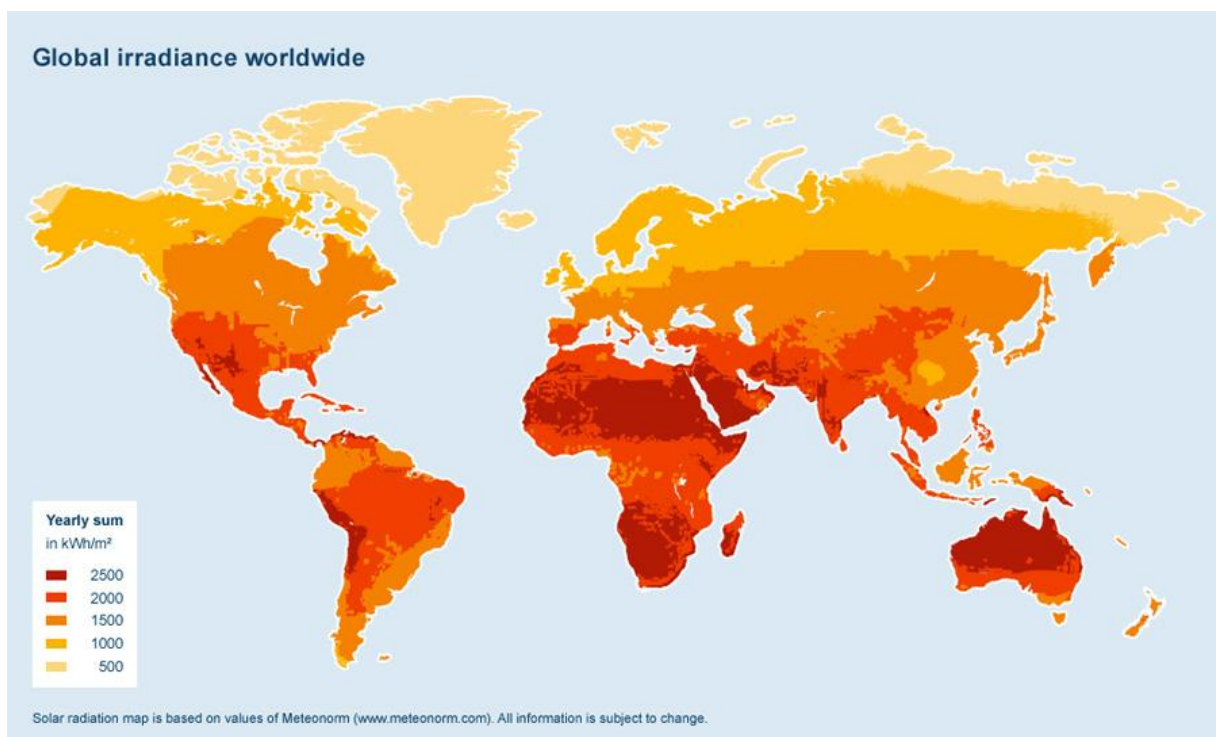 Global irradiance worldwide
Yearly sum
in kWh/m²
2500
2000
1500
1000
500
Solar radiation map is based on values of Meteonorm (www.meteonorm.com). All information is subject to change.